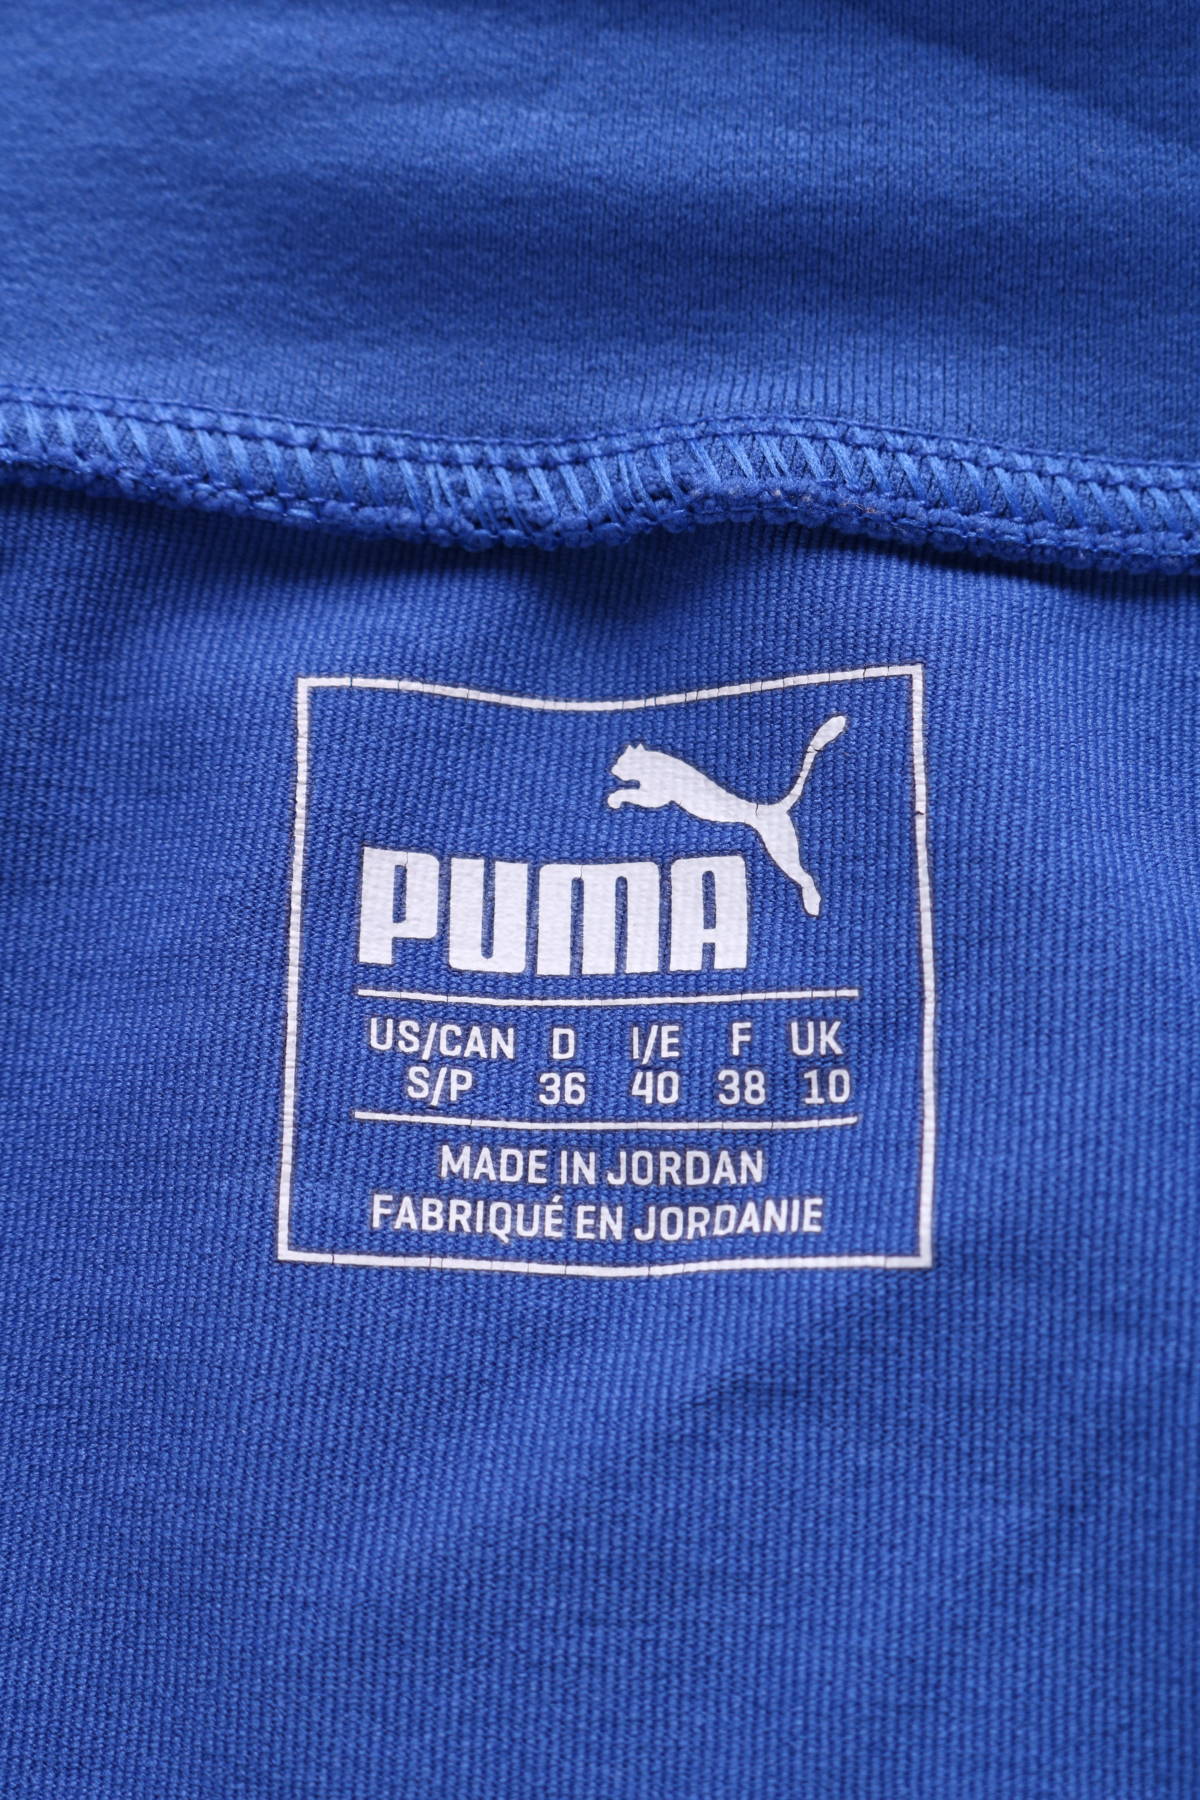 PUMA
US/CAN D I/E F UK
S/P 36 40 38 10
MADE IN JORDAN
FABRIQUÉ EN JORDANIE